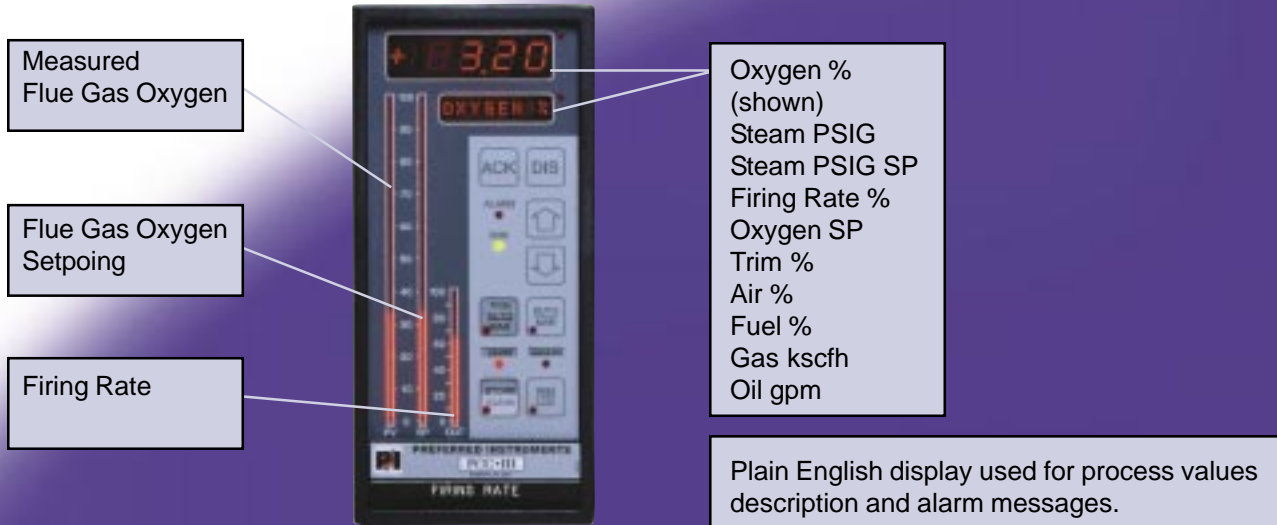 Measured
Flue Gas Oxygen
Flue Gas Oxygen
Setpoing
Firing Rate
+ 3.20
OXYGEN %
ACK DIS
ALARM
PREFERRED INSTRUMENTS
PCC-III
FIRING RATE
Oxygen %
(shown)
Steam PSIG
Steam PSIG SP
Firing Rate %
Oxygen SP
Trim %
Air %
Fuel %
Gas kscfh
Oil gpm
Plain English display used for process values
description and alarm messages.